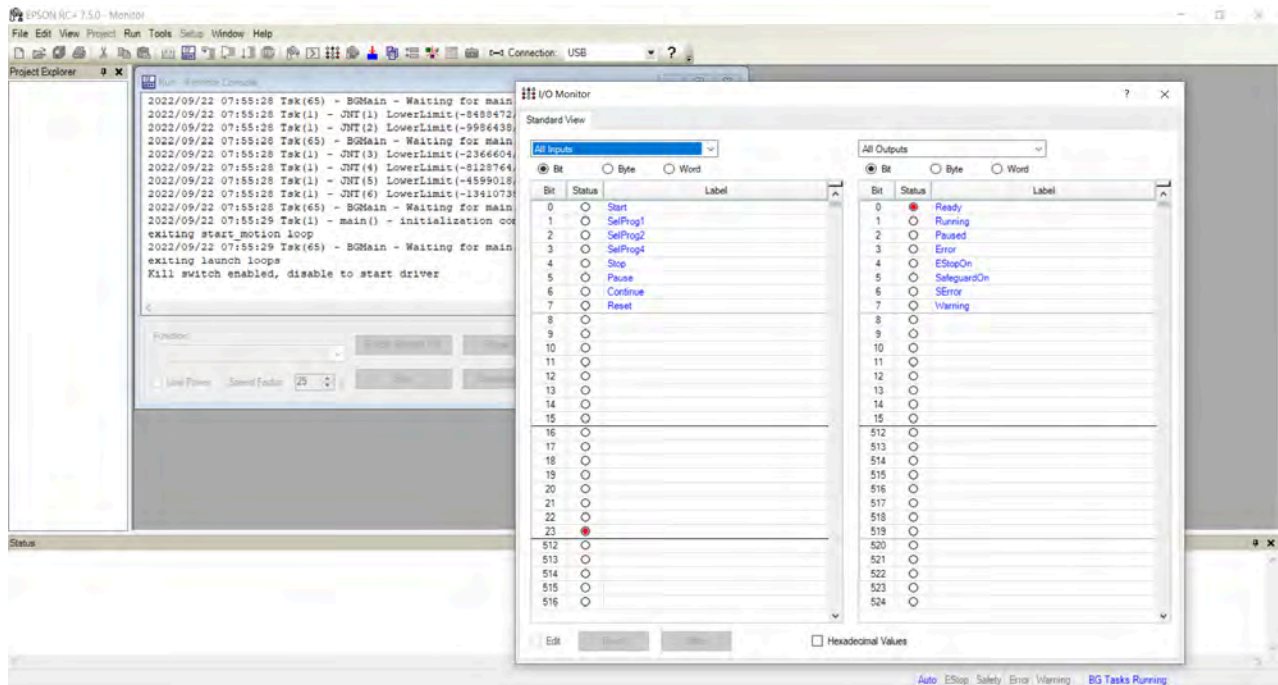 EPSON RC+ 7.5.0 - Monitor
File Edit View Project Run Tools Setup Window Help
Connection: USB
?
Project Explorer
Run - Remote Console
2022/09/22 07:55:28 Tsk(65) - BGMain - Waiting for main
2022/09/22 07:55:28 Tsk(1) - JNT(1) LowerLimit(-8488472/
2022/09/22 07:55:28 Tsk(1) - JNT(2) LowerLimit(-9986438/
2022/09/22 07:55:28 Tsk(65) - BGMain - Waiting for main
2022/09/22 07:55:28 Tsk(1) - JNT(3) LowerLimit(-2366604/
2022/09/22 07:55:28 Tsk(1) - JNT(4) LowerLimit(-8128764/
2022/09/22 07:55:28 Tsk(1) - JNT(5) LowerLimit(-4599018/
2022/09/22 07:55:28 Tsk(1) - JNT(6) LowerLimit(-1341073
2022/09/22 07:55:28 Tsk(65) - BGMain - Waiting for main
2022/09/22 07:55:29 Tsk(1) - main() - initialization co
exiting start_motion loop
2022/09/22 07:55:29 Tsk(65) - BGMain - Waiting for main
exiting launch loops
Kill switch enabled, disable to start driver
Function:
Low Power Speed Factor: 25
I/O Monitor ?
Standard View
All Inputs
Bit Byte Word
Bit Status Label
0 Start
1 SelProg1
2 SelProg2
3 SelProg4
4 Stop
5 Pause
6 Continue
7 Reset
8
9
10
11
12
13
14
15
16
17
18
19
20
21
22
23
512
513
514
515
516
Edit
All Outputs
Bit Byte Word
Bit Status Label
0 Ready
1 Running
2 Paused
3 Error
4 EStopOn
5 SafeguardOn
6 SError
7 Warning
8
9
10
11
12
13
14
15
512
513
514
515
516
517
518
519
520
521
522
523
524
Hexadecimal Values
Status
Auto EStop Safety Error Warning BG Tasks Running